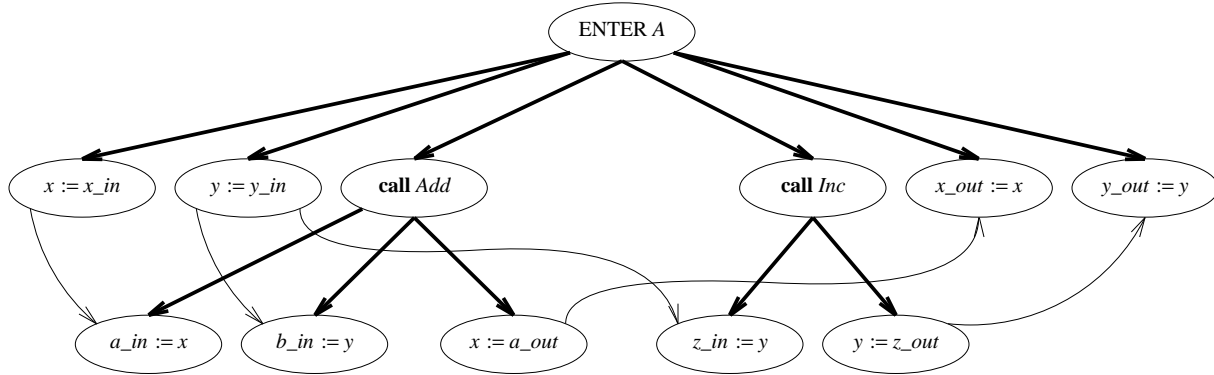 ENTER A
x := x_in
y := y_in
call Add
call Inc
x_out := x
y_out := y
a_in := x
b_in := y
x := a_out
z_in := y
y := z_out